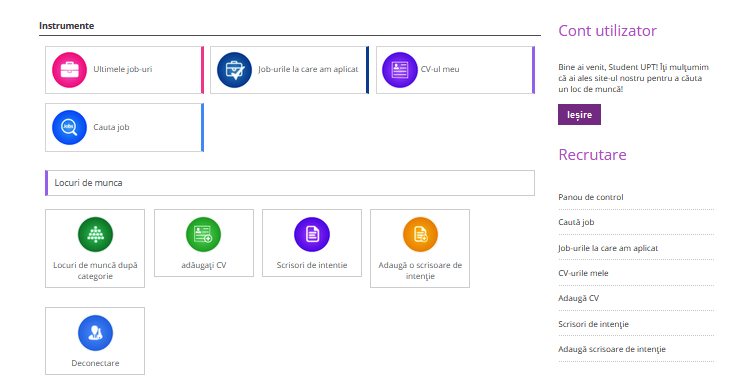 Instrumente
Ultimele job-uri
Job-urile la care am aplicat
CV-ul meu
Cauta job
Locuri de munca
Locuri de muncă după
categorie
adăugați CV
Scrisori de intentie
Adaugă o scrisoare de
intenție
Deconectare
Cont utilizator
Bine ai venit, Student UPT! Îți mulțumim
că ai ales site-ul nostru pentru a căuta
un loc de muncă!
Ieșire
Recrutare
Panou de control
Caută job
Job-urile la care am aplicat
CV-urile mele
Adaugă CV
Scrisori de intenție
Adaugă scrisoare de intenție